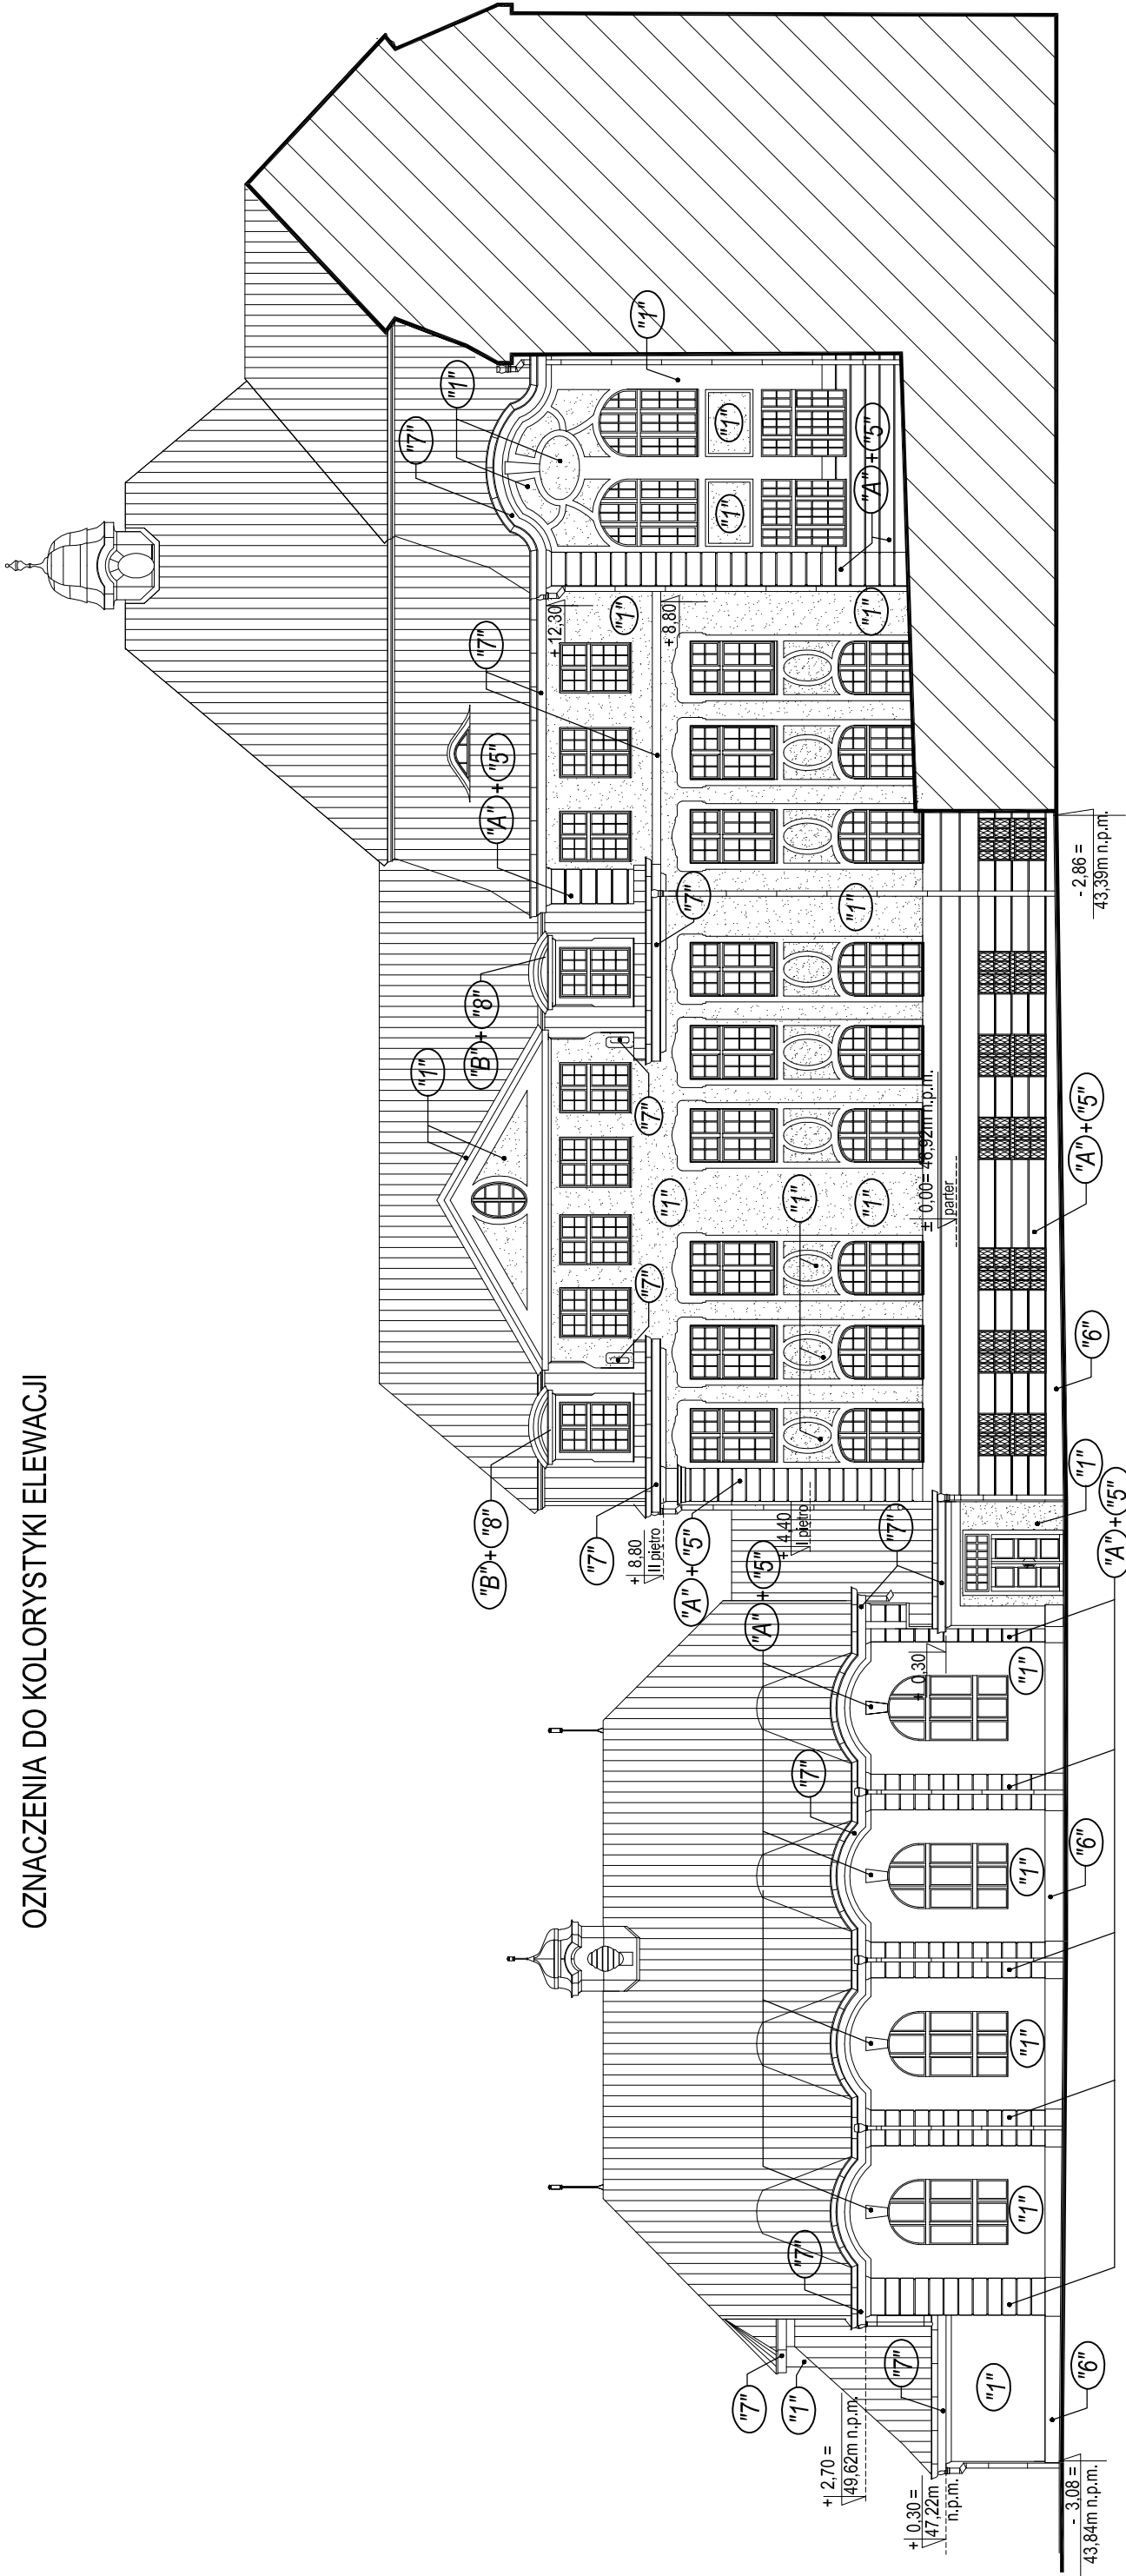 OZNACZENIA DO KOLORYSTYKI ELEWACJI
"7"
"1"
+ 2,70 =
49,62m n.p.m.
"7"
+ 0.30 =
47,22m
n.p.m.
"1"
"6"
- 3,08 =
43,84m n.p.m.
"7"
"1"
"1"
"6"
"1"
"7"
"1"
"A" + "5"
+ 0,30
"7"
"A" + "5"
"1"
"6"
"B" + "8"
"7"
+ 8,80
II piętro
"A" + "5"
+ 4,40
I piętro
"7"
"1"
"1"
"1"
"7"
± 0,00= 46,92m n.p.m.
parter
"A" + "5"
"1"
"B" + "8"
"7"
"1"
- 2,86 =
43,39m n.p.m.
"A" + "5"
"7"
+ 12,30
"1"
+ 8,80
"1"
"7"
"1"
"1"
"1"
"A" + "5"
"1"